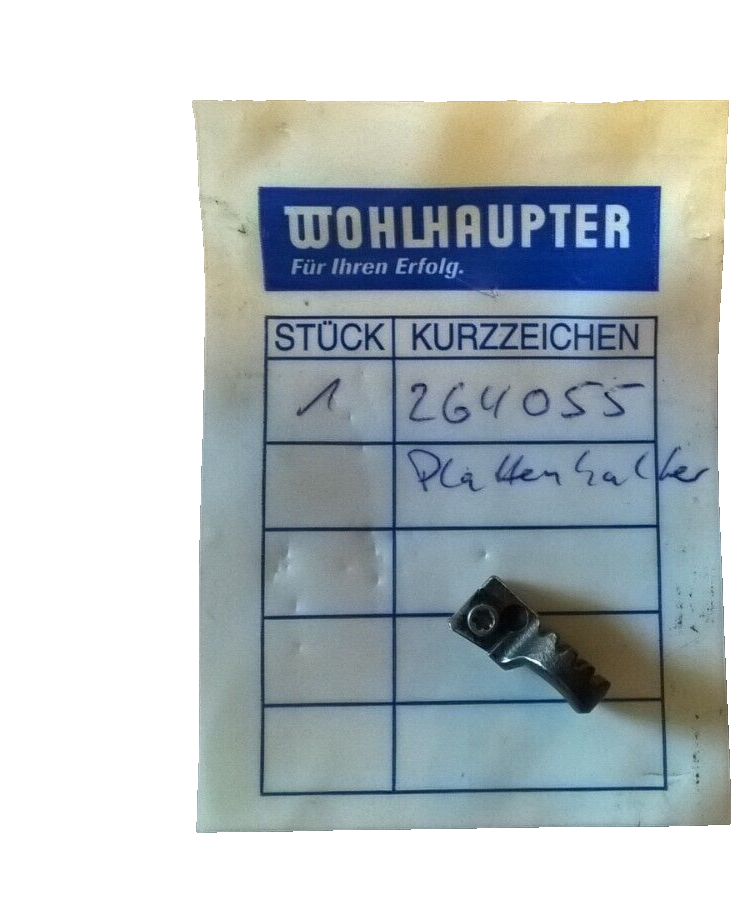 WOHLHAUPTER
Für Ihren Erfolg.
STÜCK KURZZEICHEN
1 264055
Plattenhalter